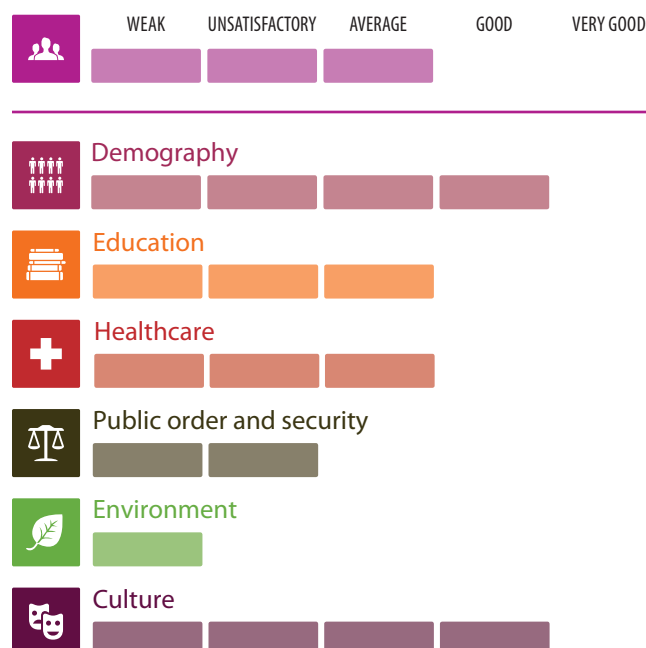 WEAK UNSATISFACTORY AVERAGE GOOD VERY GOOD
Demography
Education
Healthcare
Public order and security
Environment
Culture